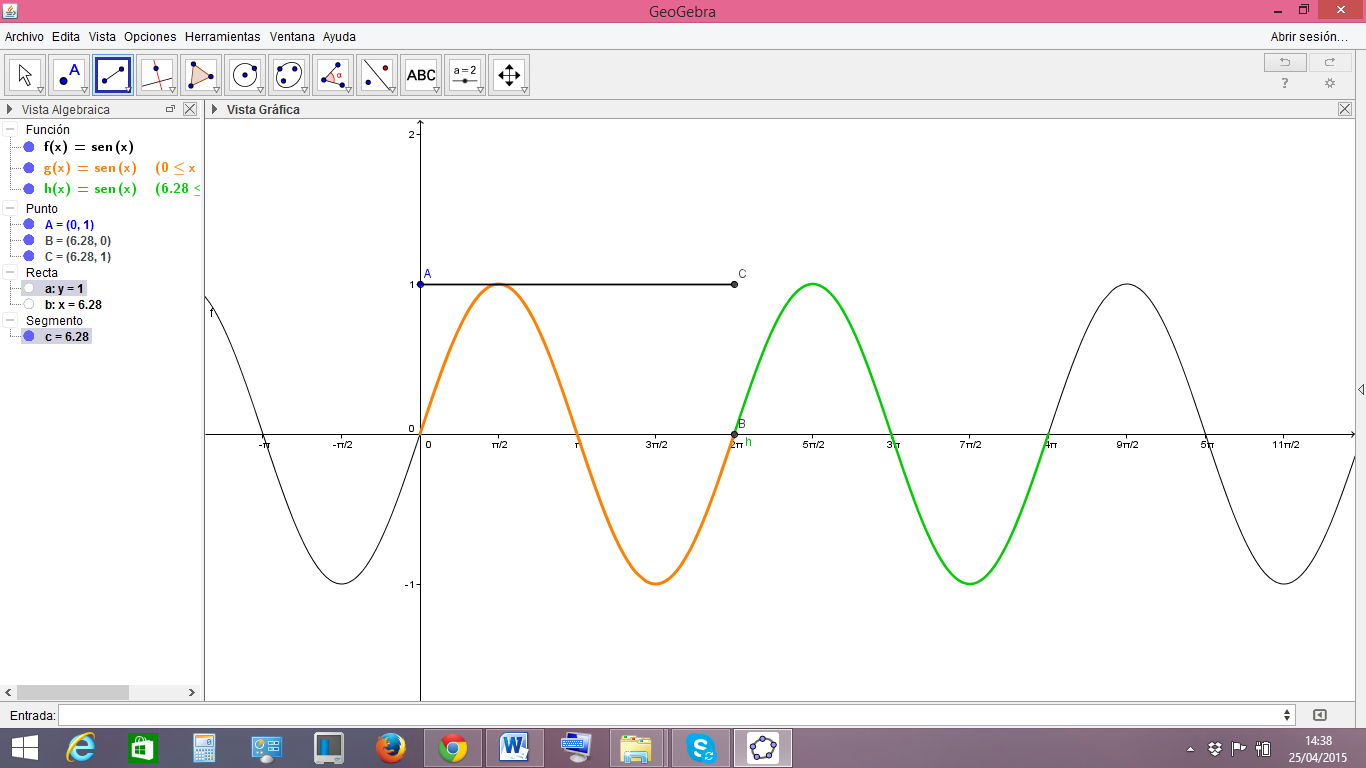 GeoGebra
Archivo Edita Vista Opciones Herramientas Ventana Ayuda Abrir sesión...
A α ABC a=2
Vista Algebraica
Vista Gráfica
Función
f(x) = sen(x)
g(x) = sen(x) (0 ≤ x
h(x) = sen(x) (6.28 ≤
Punto
A = (0, 1)
B = (6.28, 0)
C = (6.28, 1)
Recta
a: y = 1
b: x = 6.28
Segmento
c = 6.28
2
A C
1
f
B
0
-π -π/2 0 π/2 π 3π/2 2π 5π/2 3π 7π/2 4π 9π/2 5π 11π/2
h
-1
Entrada:
14:38
25/04/2015